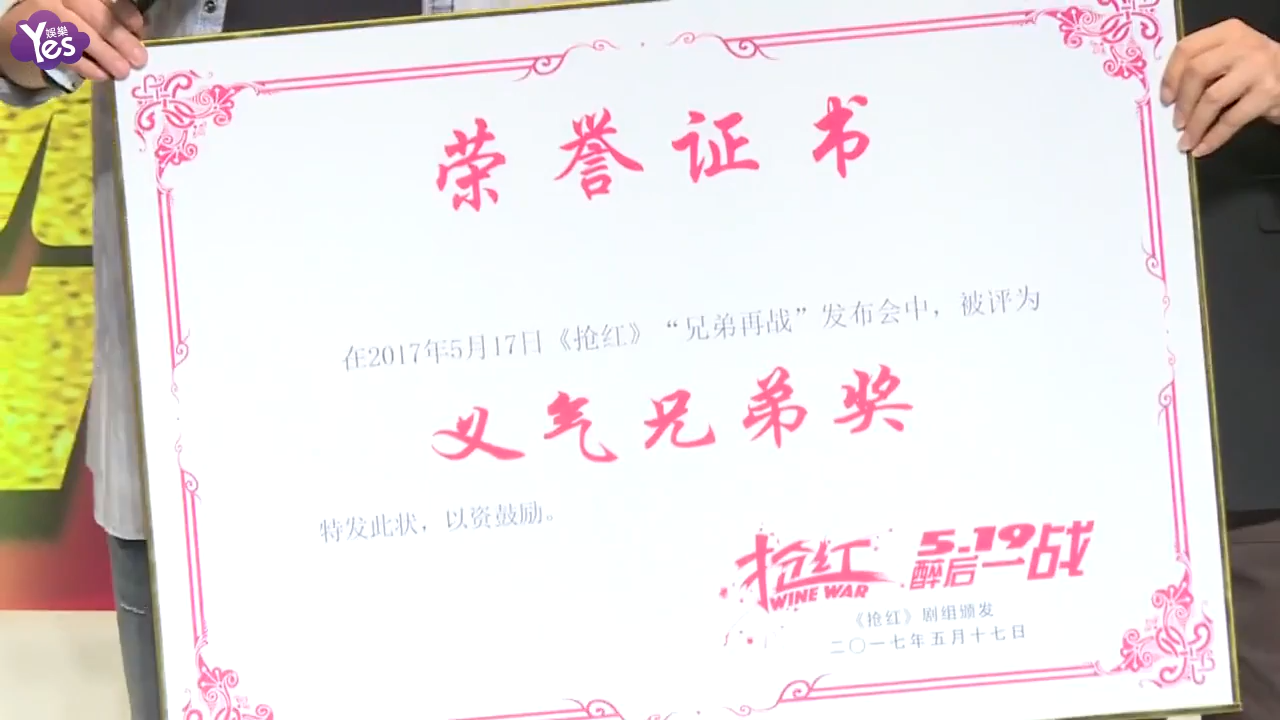 Yes 娱樂
荣誉证书
在2017年5月17日《抢红》“兄弟再战”发布会中，被评为
义气兄弟奖
特发此状，以资鼓励。
抢红 5.19
WINE WAR 醉后一战
《抢红》剧组颁发
二〇一七年五月十七日